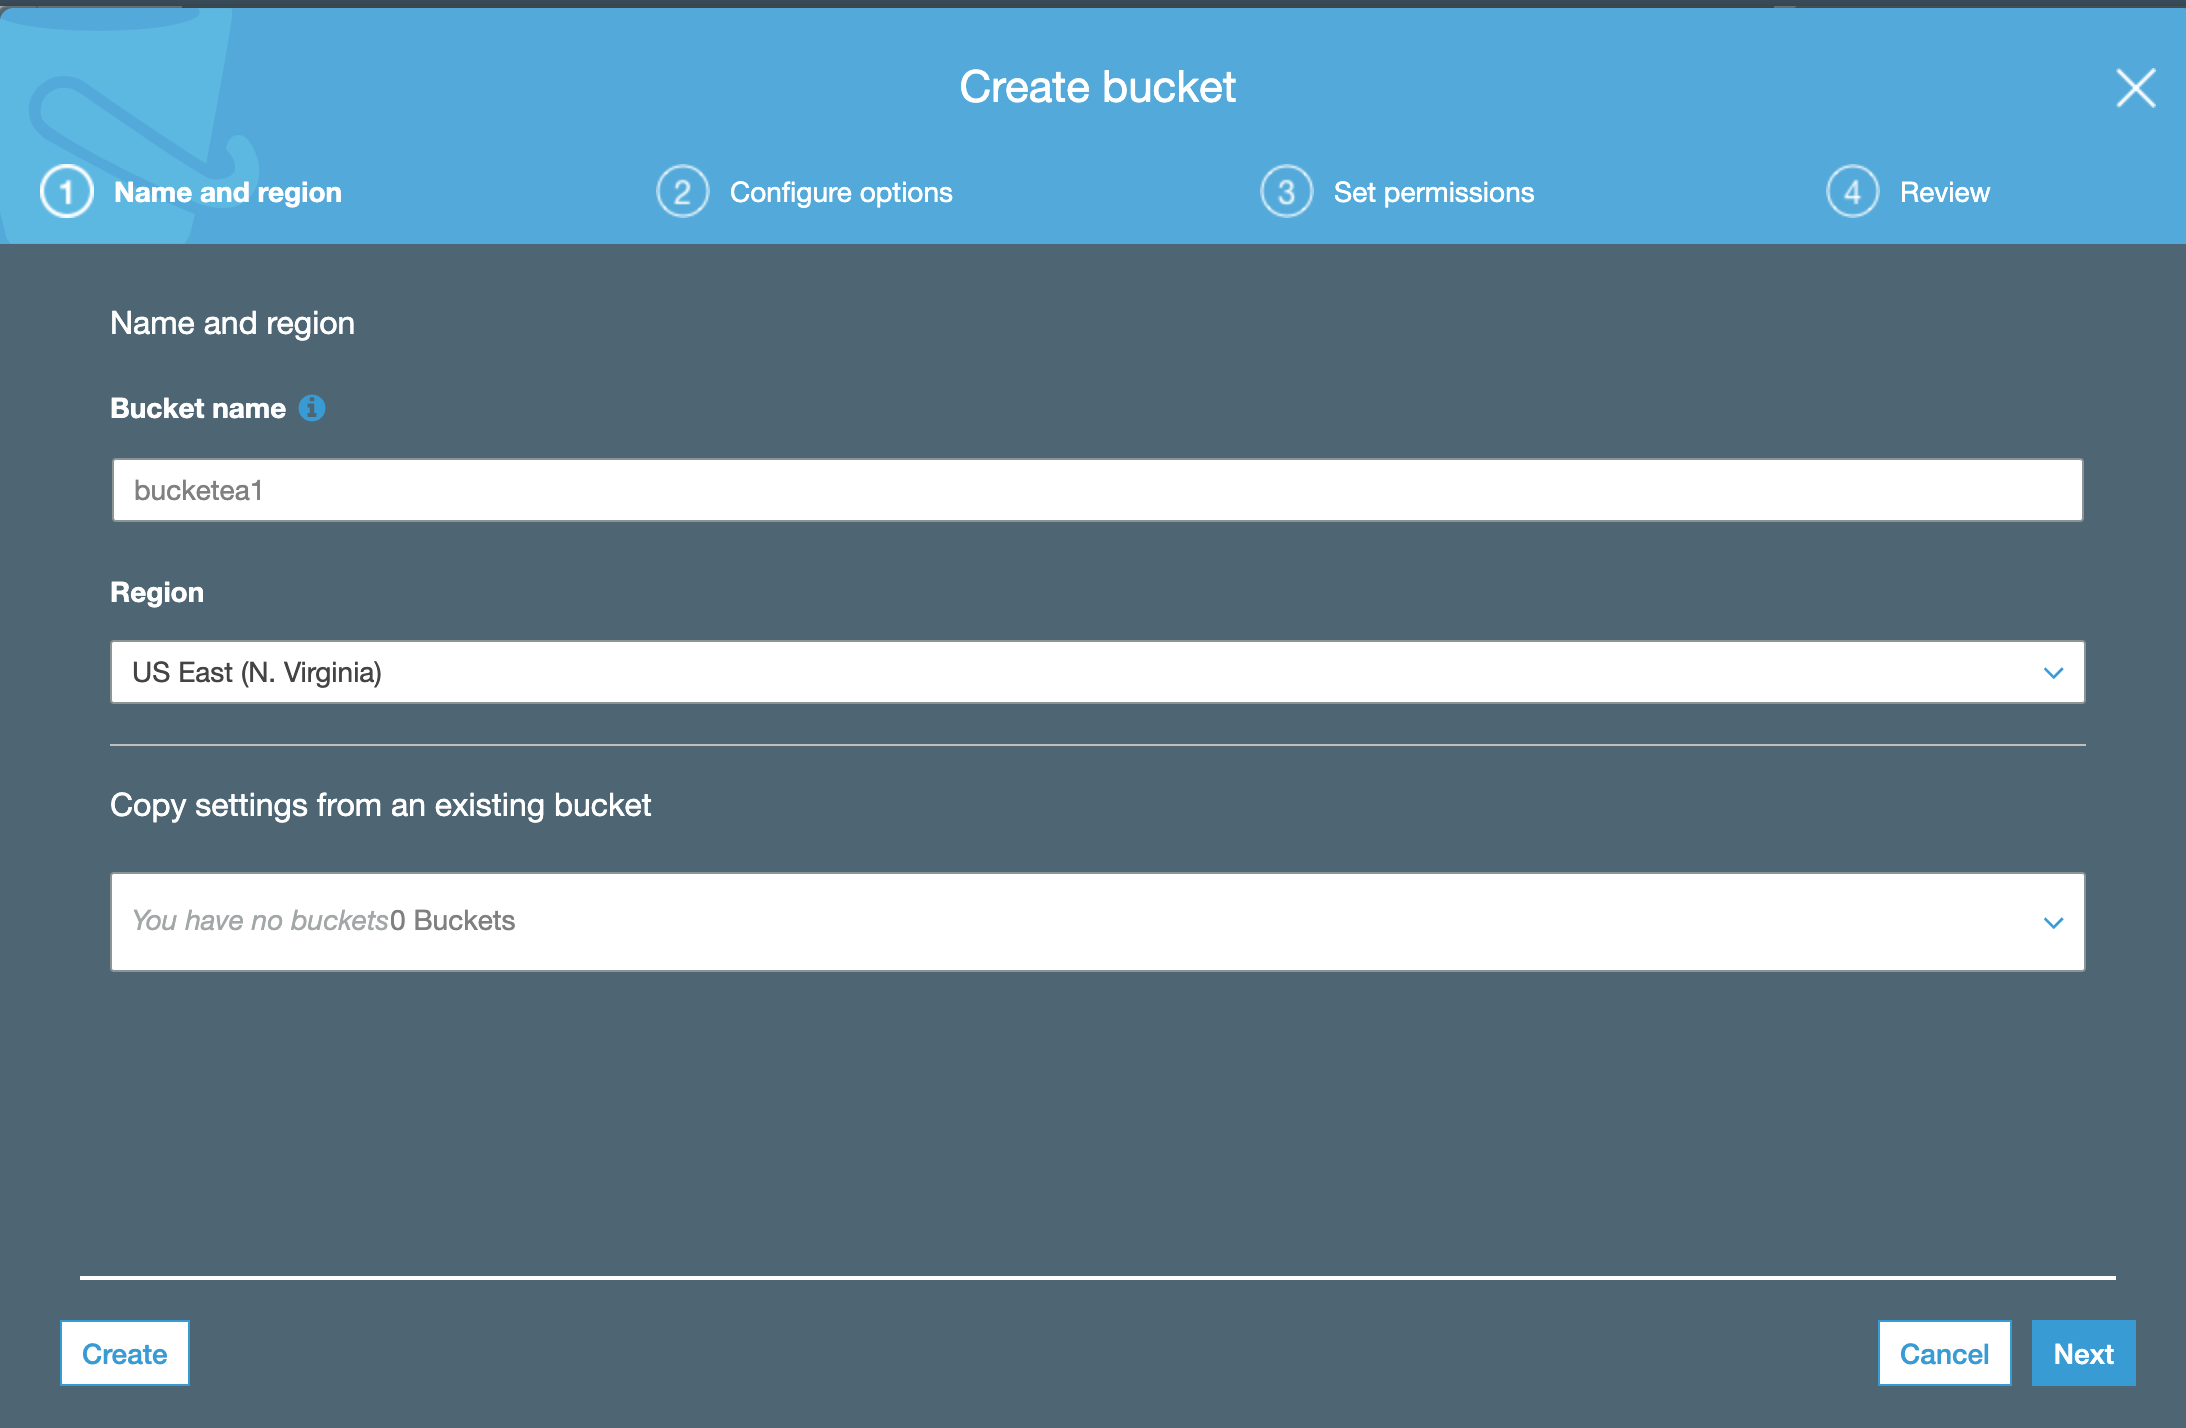 Create bucket
1 Name and region
2 Configure options
3 Set permissions
4 Review
Name and region
Bucket name i
bucketea1
Region
US East (N. Virginia)
Copy settings from an existing bucket
You have no buckets0 Buckets
Create
Cancel
Next